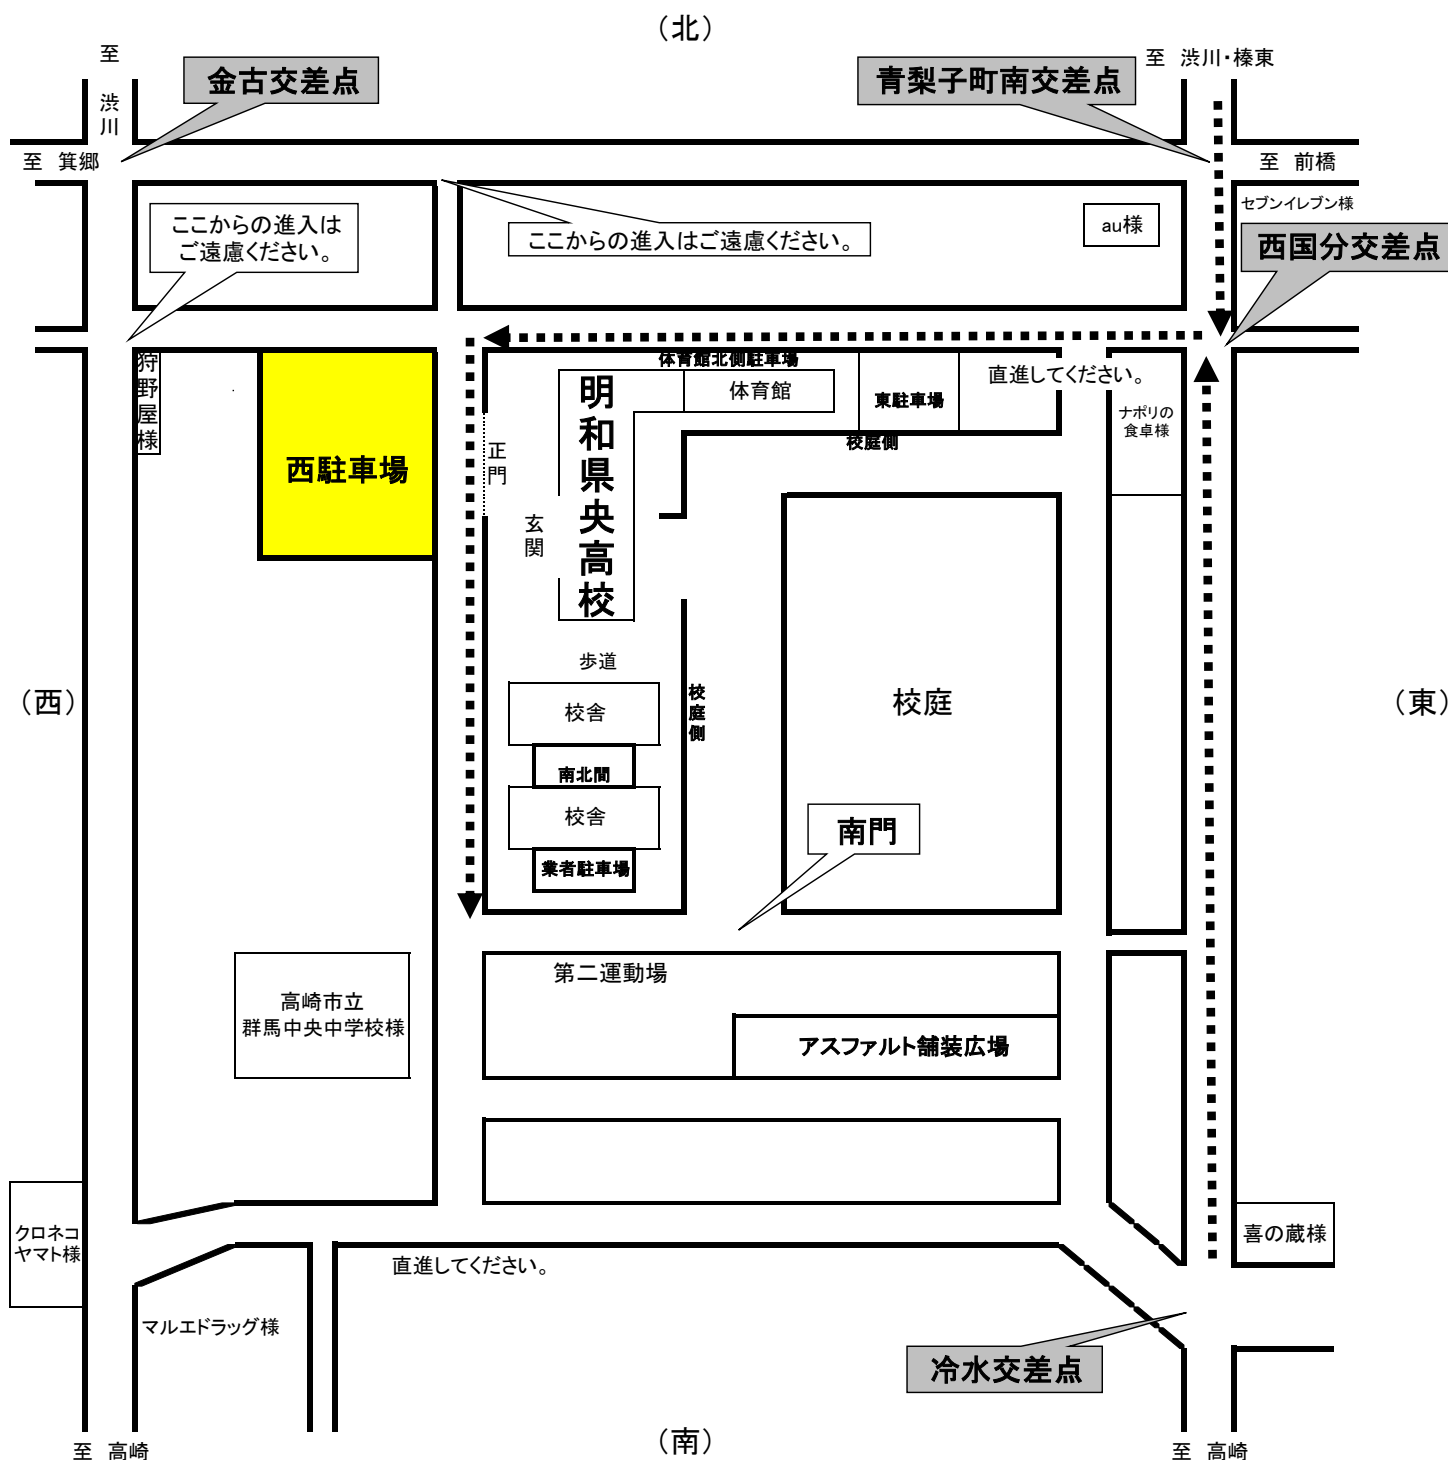 （北）
至
渋
川
金古交差点
青梨子町南交差点
至 渋川・榛東
至 箕郷
至 前橋
セブンイレブン様
ここからの進入は
ご遠慮ください。
ここからの進入はご遠慮ください。
au様
西国分交差点
狩
野
屋
様
西駐車場
正
門
明
和
県
央
高
校
玄
関
体育館北側駐車場
体育館
東駐車場
校庭側
直進してください。
ナポリの
食卓様
歩道
（西）
校舎
校
庭
側
校庭
（東）
南北間
校舎
南門
業者駐車場
第二運動場
高崎市立
群馬中央中学校様
アスファルト舗装広場
クロネコ
ヤマト様
喜の蔵様
直進してください。
マルエドラッグ様
冷水交差点
（南）
至 高崎
至 高崎